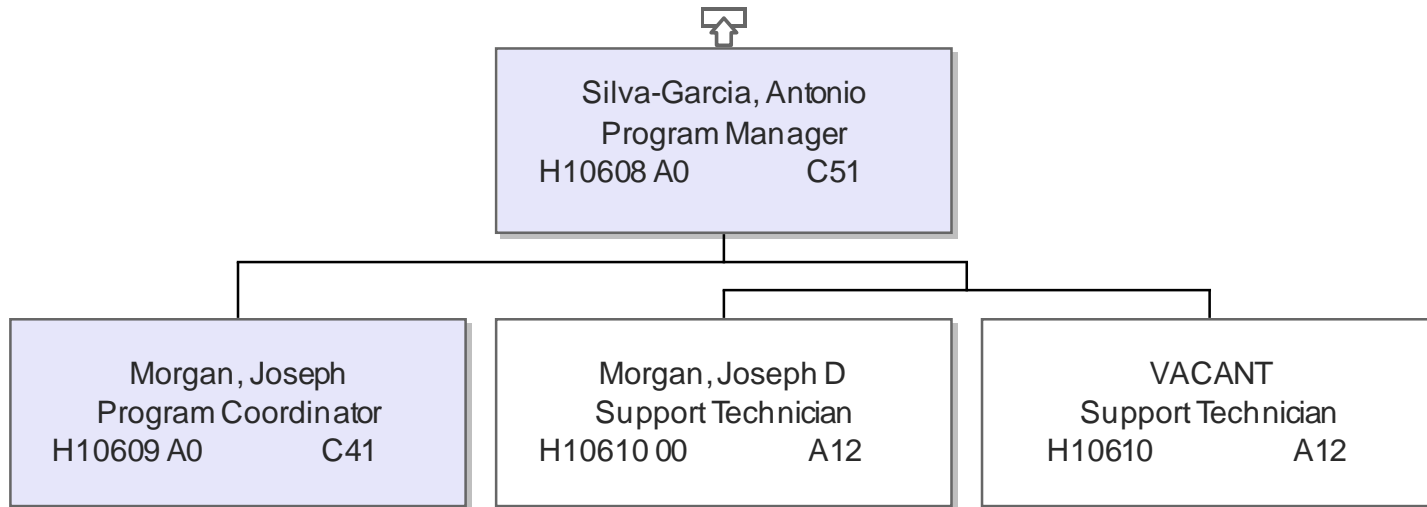 Silva-Garcia, Antonio
Program Manager
H10608 A0 C51
Morgan, Joseph
Program Coordinator
H10609 A0 C41
Morgan, Joseph D
Support Technician
H10610 00 A12
VACANT
Support Technician
H10610 A12